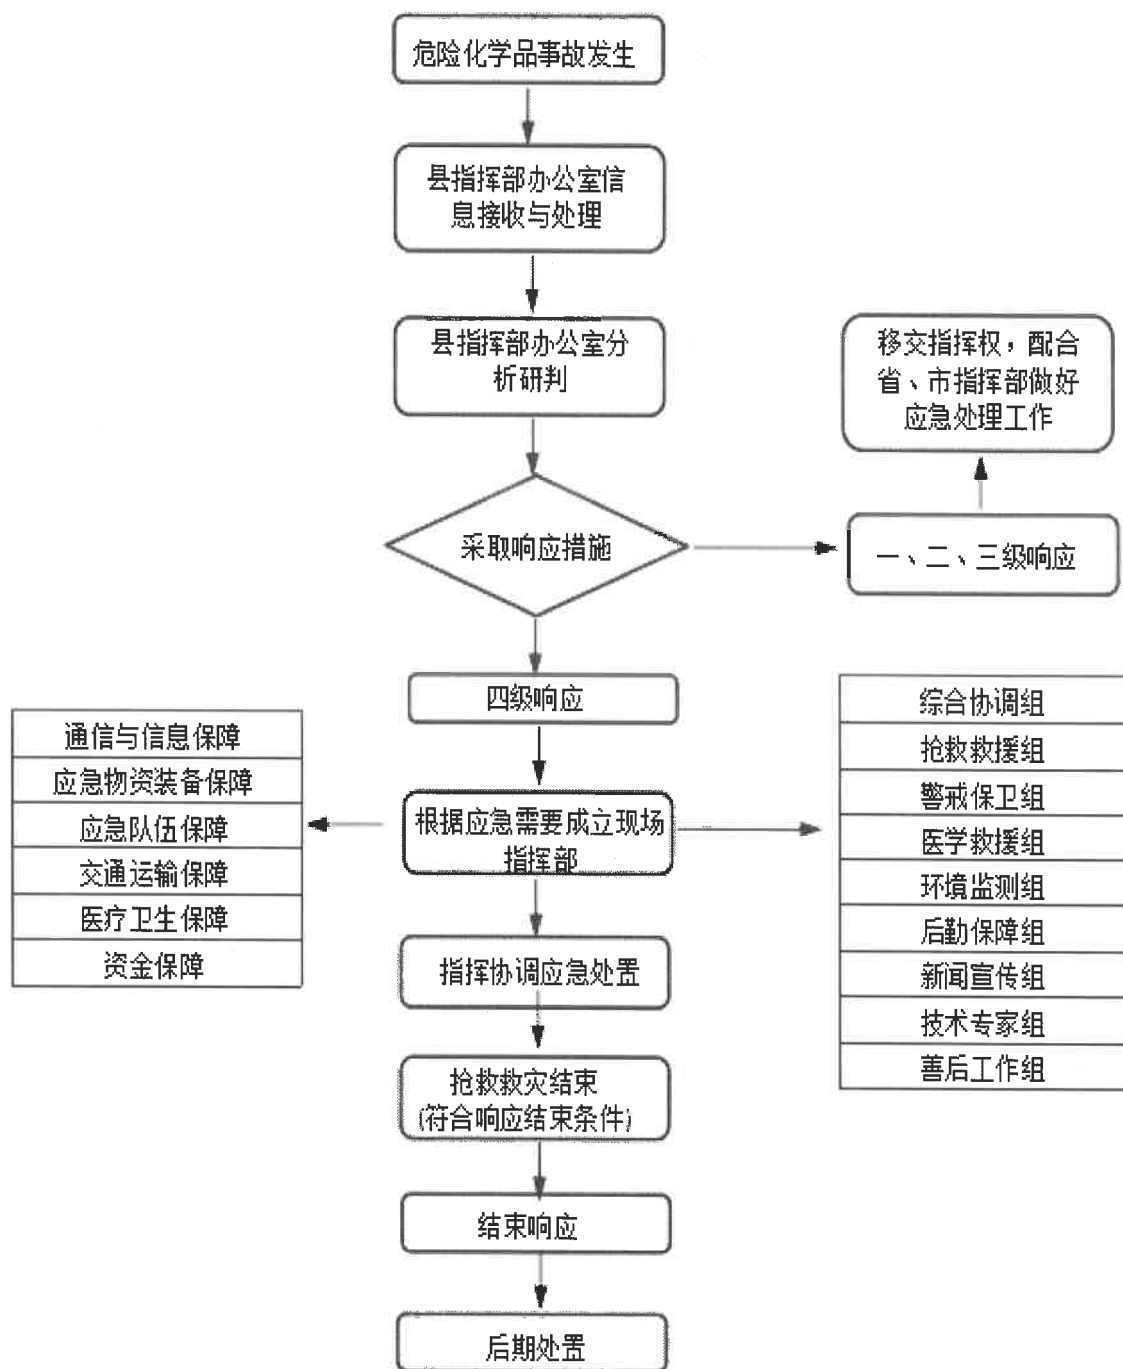 危险化学品事故发生
县指挥部办公室信
息接收与处理
县指挥部办公室分
析研判
移交指挥权，配合
省、市指挥部做好
应急处理工作
采取响应措施
一、二、三级响应
四级响应
通信与信息保障
应急物资装备保障
应急队伍保障
交通运输保障
医疗卫生保障
资金保障
根据应急需要成立现场
指挥部
综合协调组
抢救救援组
警戒保卫组
医学救援组
环境监测组
后勤保障组
新闻宣传组
技术专家组
善后工作组
指挥协调应急处置
抢救救灾结束
(符合响应结束条件)
结束响应
后期处置